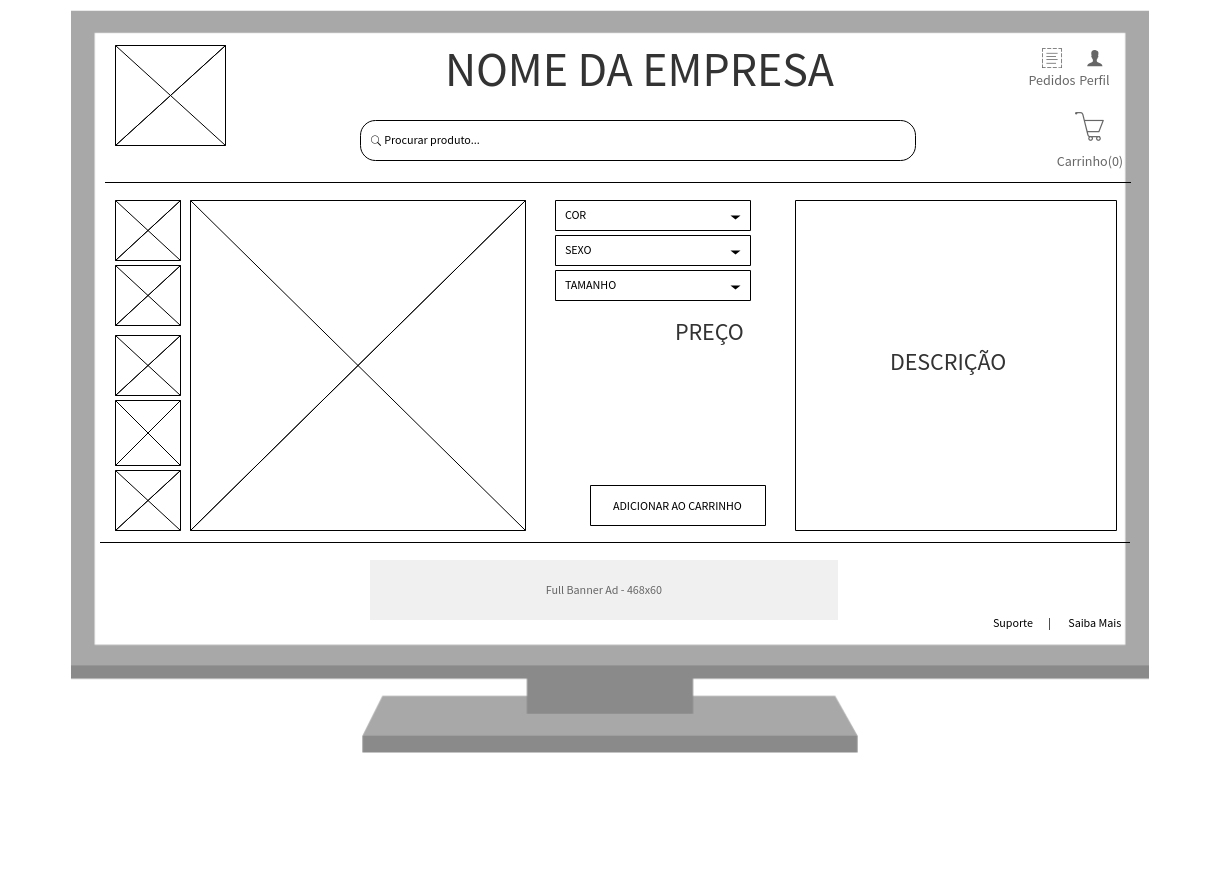 NOME DA EMPRESA
Pedidos Perfil
Procurar produto...
Carrinho(0)
COR
SEXO
TAMANHO
PREÇO
DESCRIÇÃO
ADICIONAR AO CARRINHO
Full Banner Ad - 468x60
Suporte | Saiba Mais